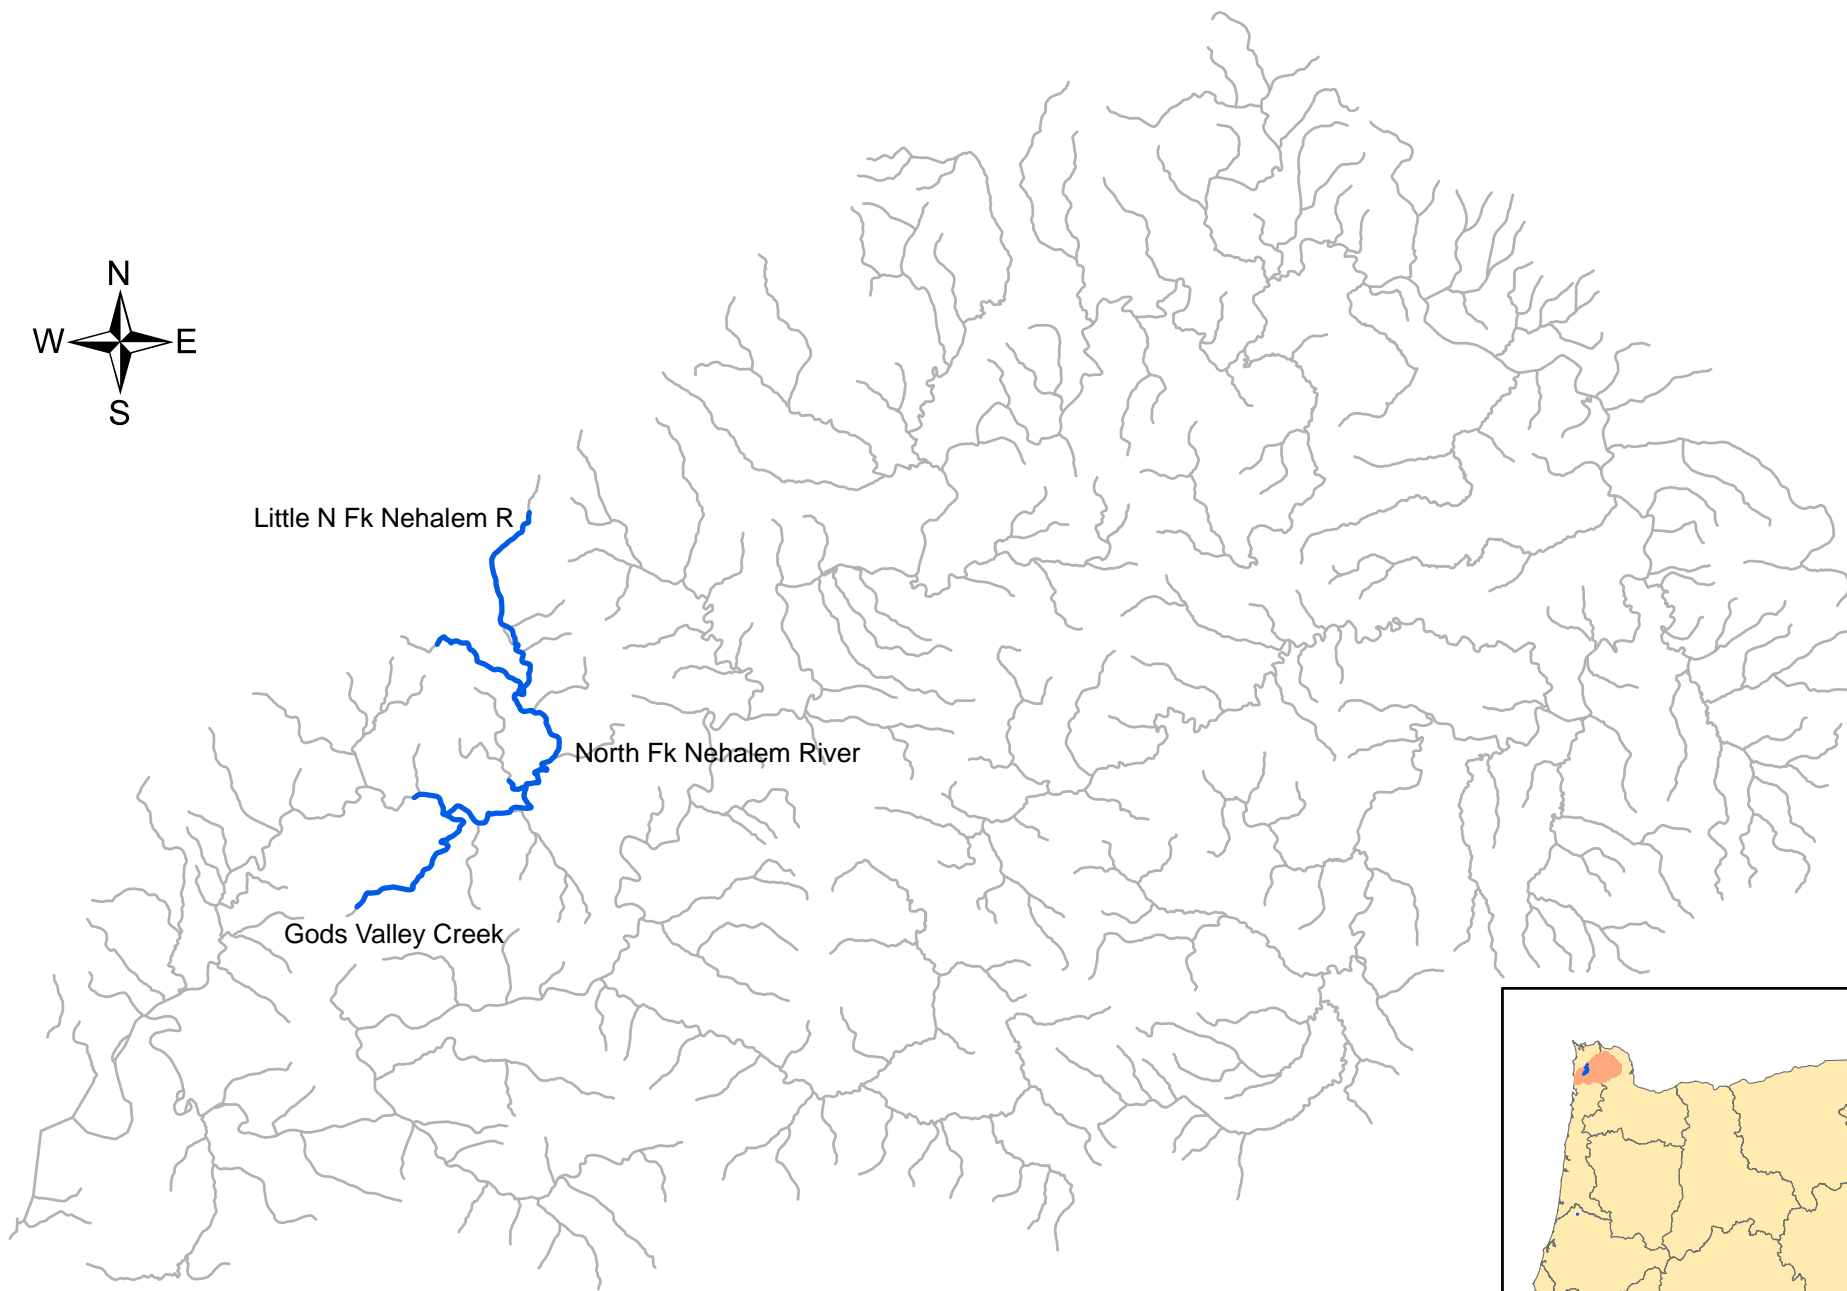 N
W E
S
Little N Fk Nehalem R
North Fk Nehalem River
Gods Valley Creek